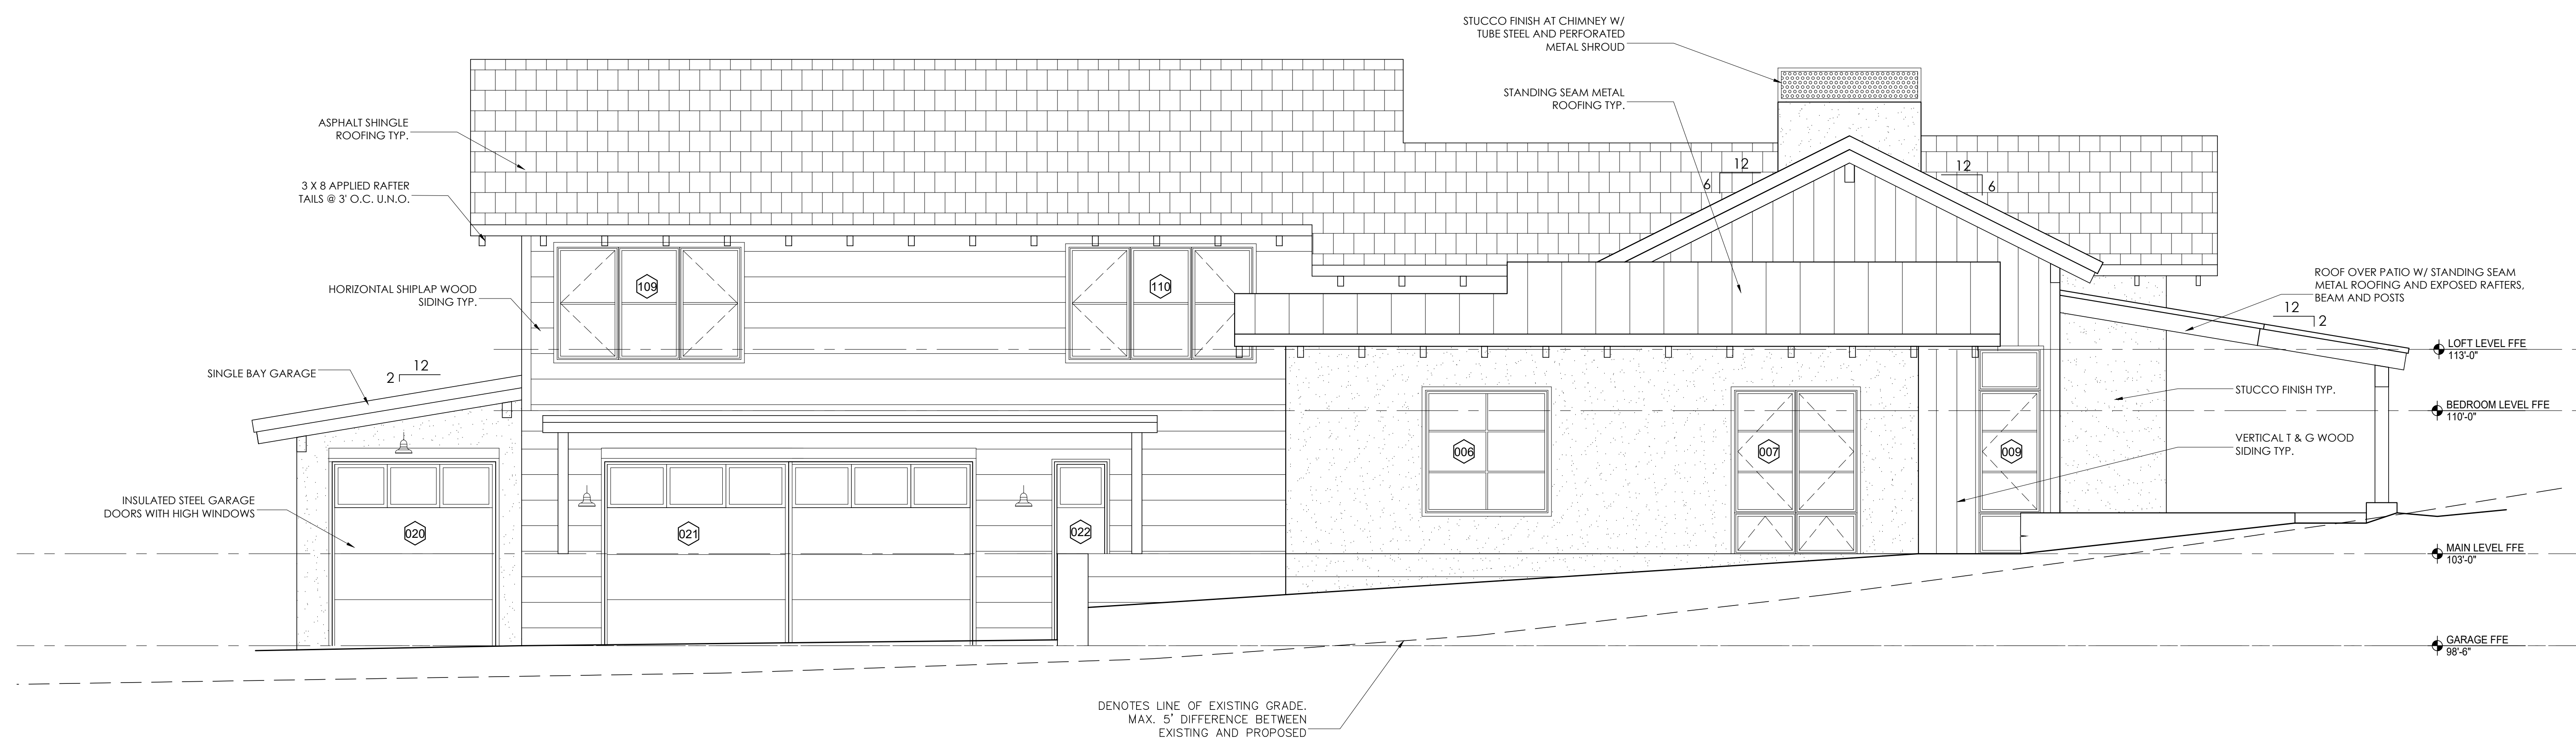 STUCCO FINISH AT CHIMNEY W/
TUBE STEEL AND PERFORATED
METAL SHROUD
STANDING SEAM METAL
ROOFING TYP.
ASPHALT SHINGLE
ROOFING TYP.
12
6
12
6
3 X 8 APPLIED RAFTER
TAILS @ 3' O.C. U.N.O.
HORIZONTAL SHIPLAP WOOD
SIDING TYP.
109
110
ROOF OVER PATIO W/ STANDING SEAM
METAL ROOFING AND EXPOSED RAFTERS,
BEAM AND POSTS
12
2
LOFT LEVEL FFE
113'-0"
SINGLE BAY GARAGE
12
2
STUCCO FINISH TYP.
BEDROOM LEVEL FFE
110'-0"
VERTICAL T & G WOOD
SIDING TYP.
006
007
009
INSULATED STEEL GARAGE
DOORS WITH HIGH WINDOWS
020
021
022
MAIN LEVEL FFE
103'-0"
GARAGE FFE
98'-6"
DENOTES LINE OF EXISTING GRADE.
MAX. 5' DIFFERENCE BETWEEN
EXISTING AND PROPOSED